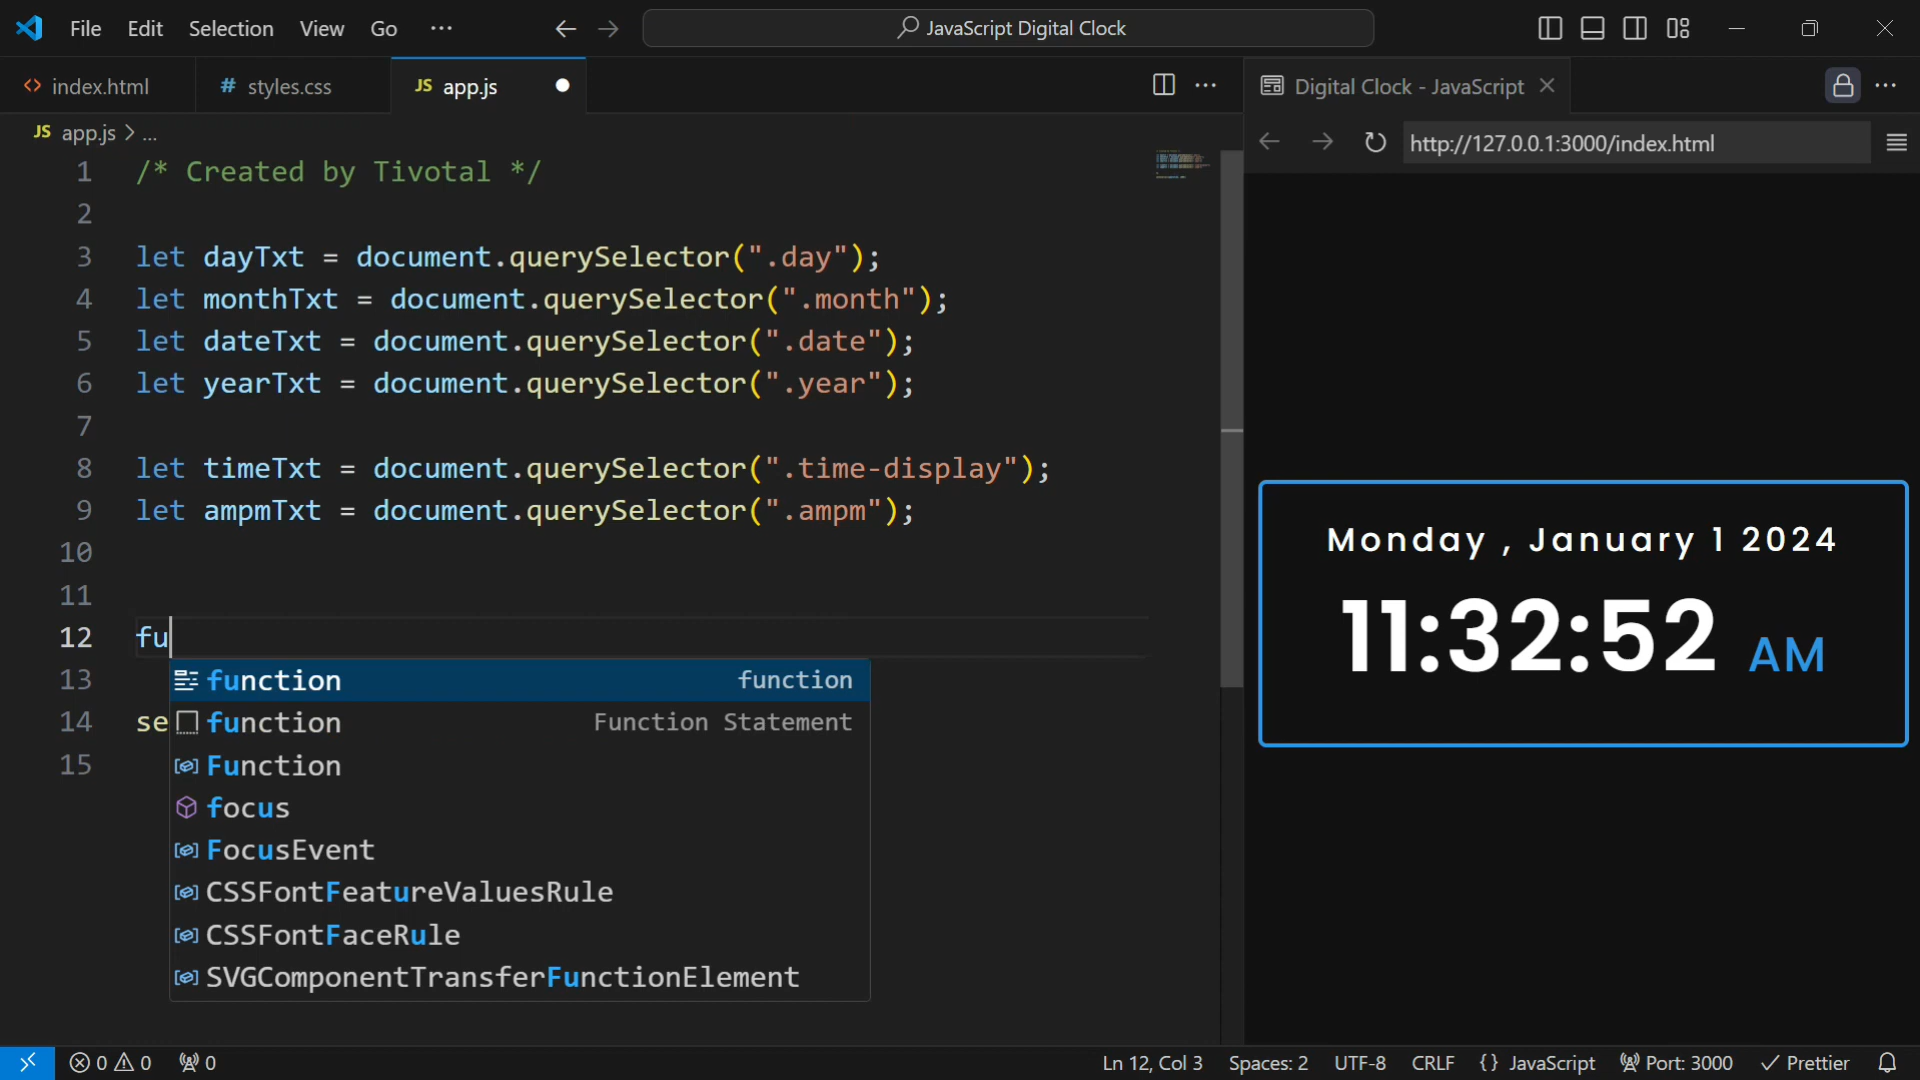 File Edit Selection View Go ... JavaScript Digital Clock
index.html # styles.css JS app.js Digital Clock - JavaScript
JS app.js > ...
http://127.0.0.1:3000/index.html
1 /* Created by Tivotal */
2
3 let dayTxt = document.querySelector(".day");
4 let monthTxt = document.querySelector(".month");
5 let dateTxt = document.querySelector(".date");
6 let yearTxt = document.querySelector(".year");
7
8 let timeTxt = document.querySelector(".time-display");
9 let ampmTxt = document.querySelector(".ampm");
10
11
12 fu
13
14 se
15
function function
function Function Statement
Function
focus
FocusEvent
CSSFontFeatureValuesRule
CSSFontFaceRule
SVGComponentTransferFunctionElement
Monday , January 1 2024
11:32:52 AM
0 0 0 Ln 12, Col 3 Spaces: 2 UTF-8 CRLF {} JavaScript Port: 3000 Prettier